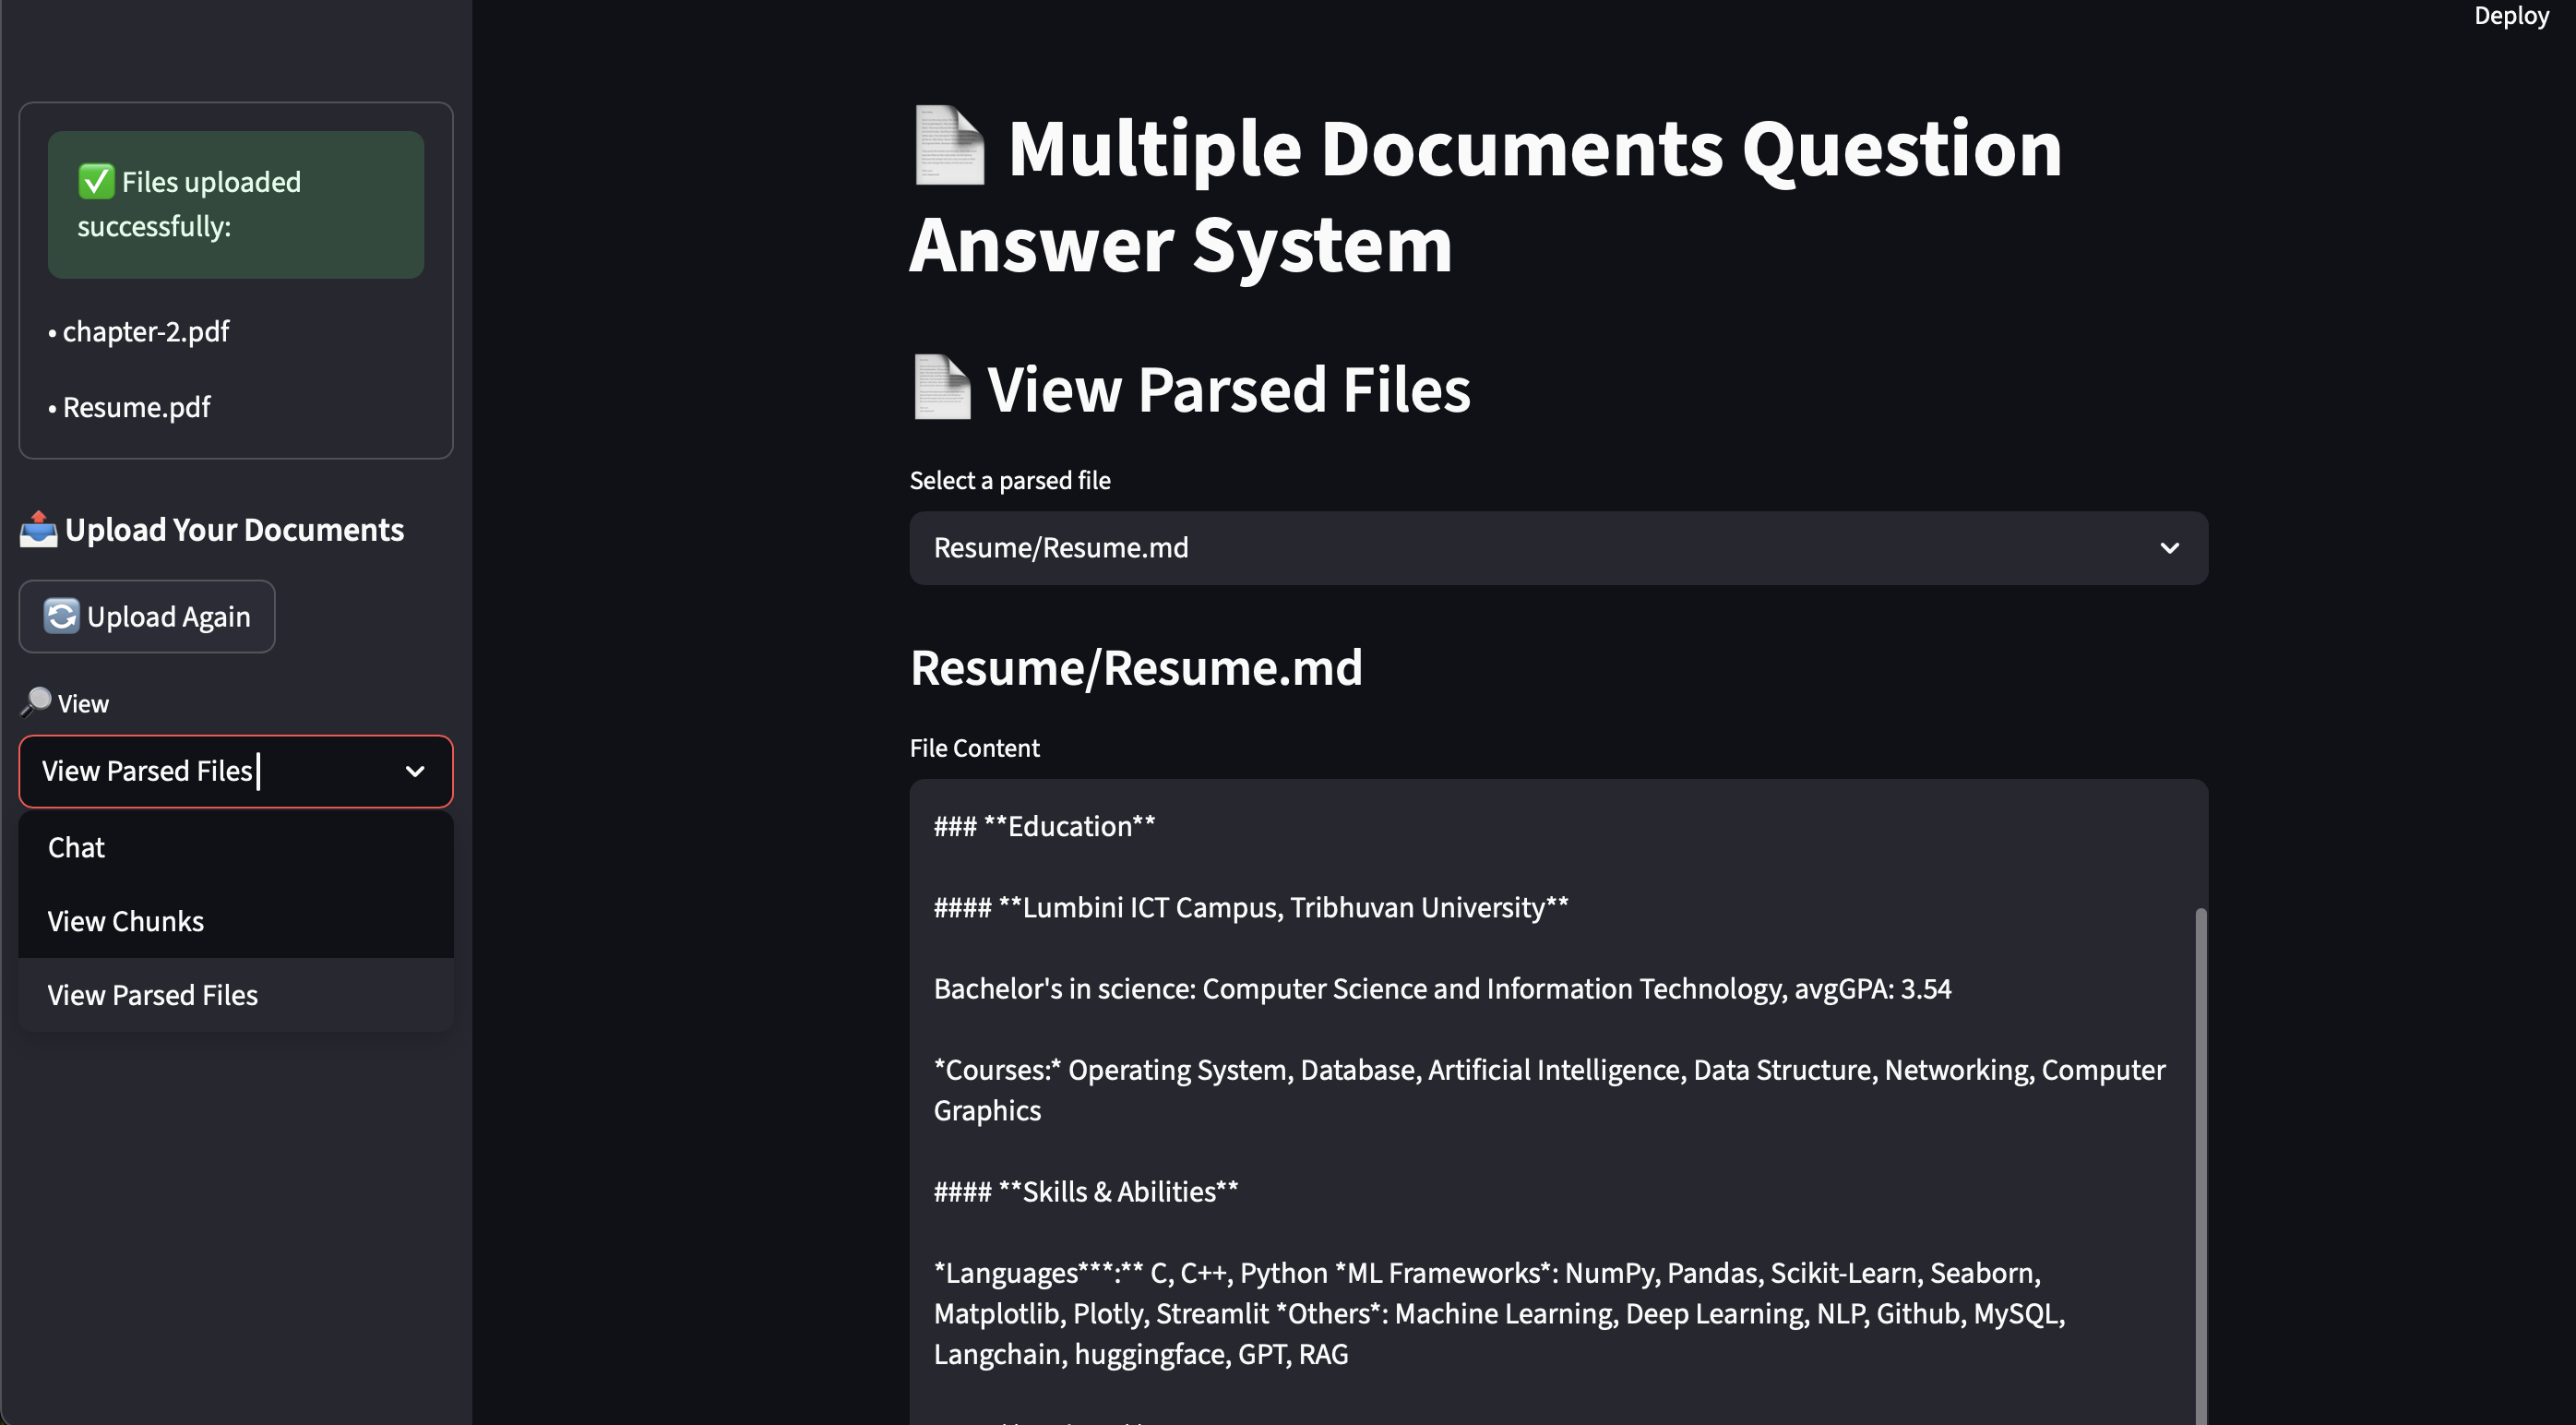 Deploy
✅ Files uploaded
successfully:
• chapter-2.pdf
• Resume.pdf
📤 Upload Your Documents
🔄 Upload Again
🔎 View
View Parsed Files
Chat
View Chunks
View Parsed Files
📄 Multiple Documents Question
Answer System
📄 View Parsed Files
Select a parsed file
Resume/Resume.md
Resume/Resume.md
File Content
### **Education**
#### **Lumbini ICT Campus, Tribhuvan University**
Bachelor's in science: Computer Science and Information Technology, avgGPA: 3.54
*Courses:* Operating System, Database, Artificial Intelligence, Data Structure, Networking, Computer
Graphics
#### **Skills & Abilities**
*Languages***:** C, C++, Python *ML Frameworks*: NumPy, Pandas, Scikit-Learn, Seaborn,
Matplotlib, Plotly, Streamlit *Others*: Machine Learning, Deep Learning, NLP, Github, MySQL,
Langchain, huggingface, GPT, RAG